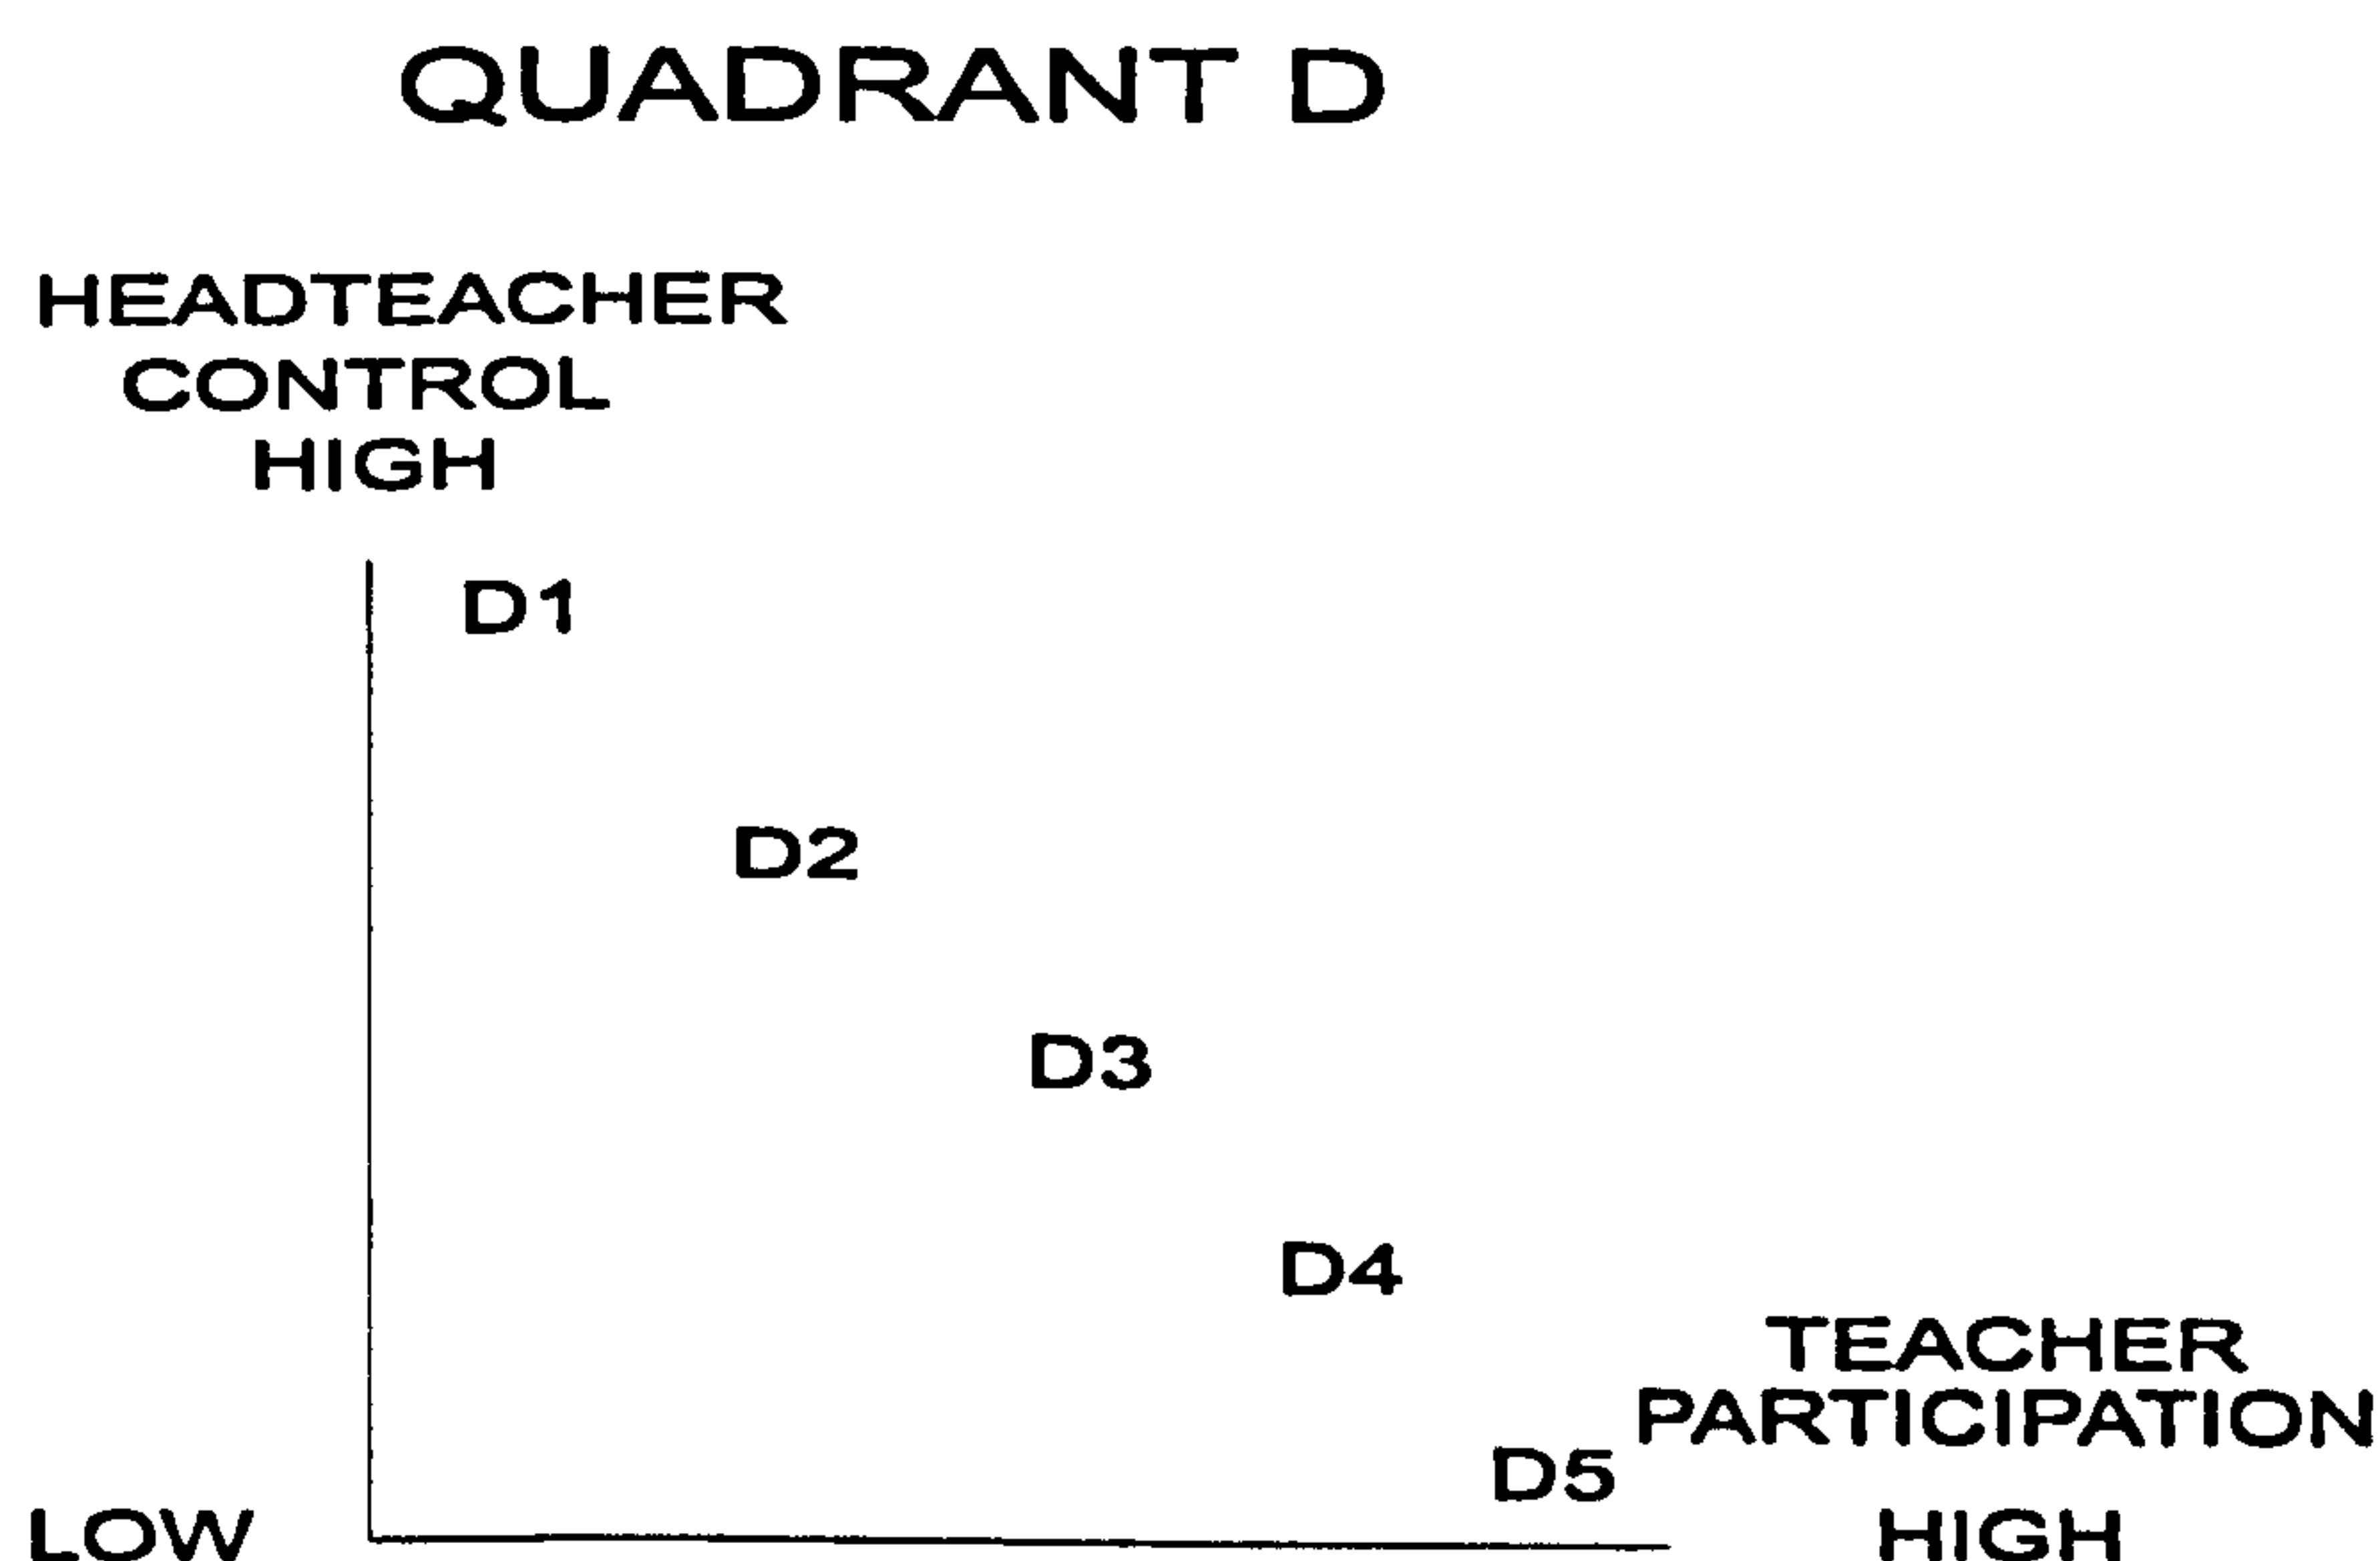 QUADRANT D
HEADTEACHER
CONTROL
HIGH
D1
D2
D3
D4
TEACHER
PARTICIPATION
D5
LOW
HIGH